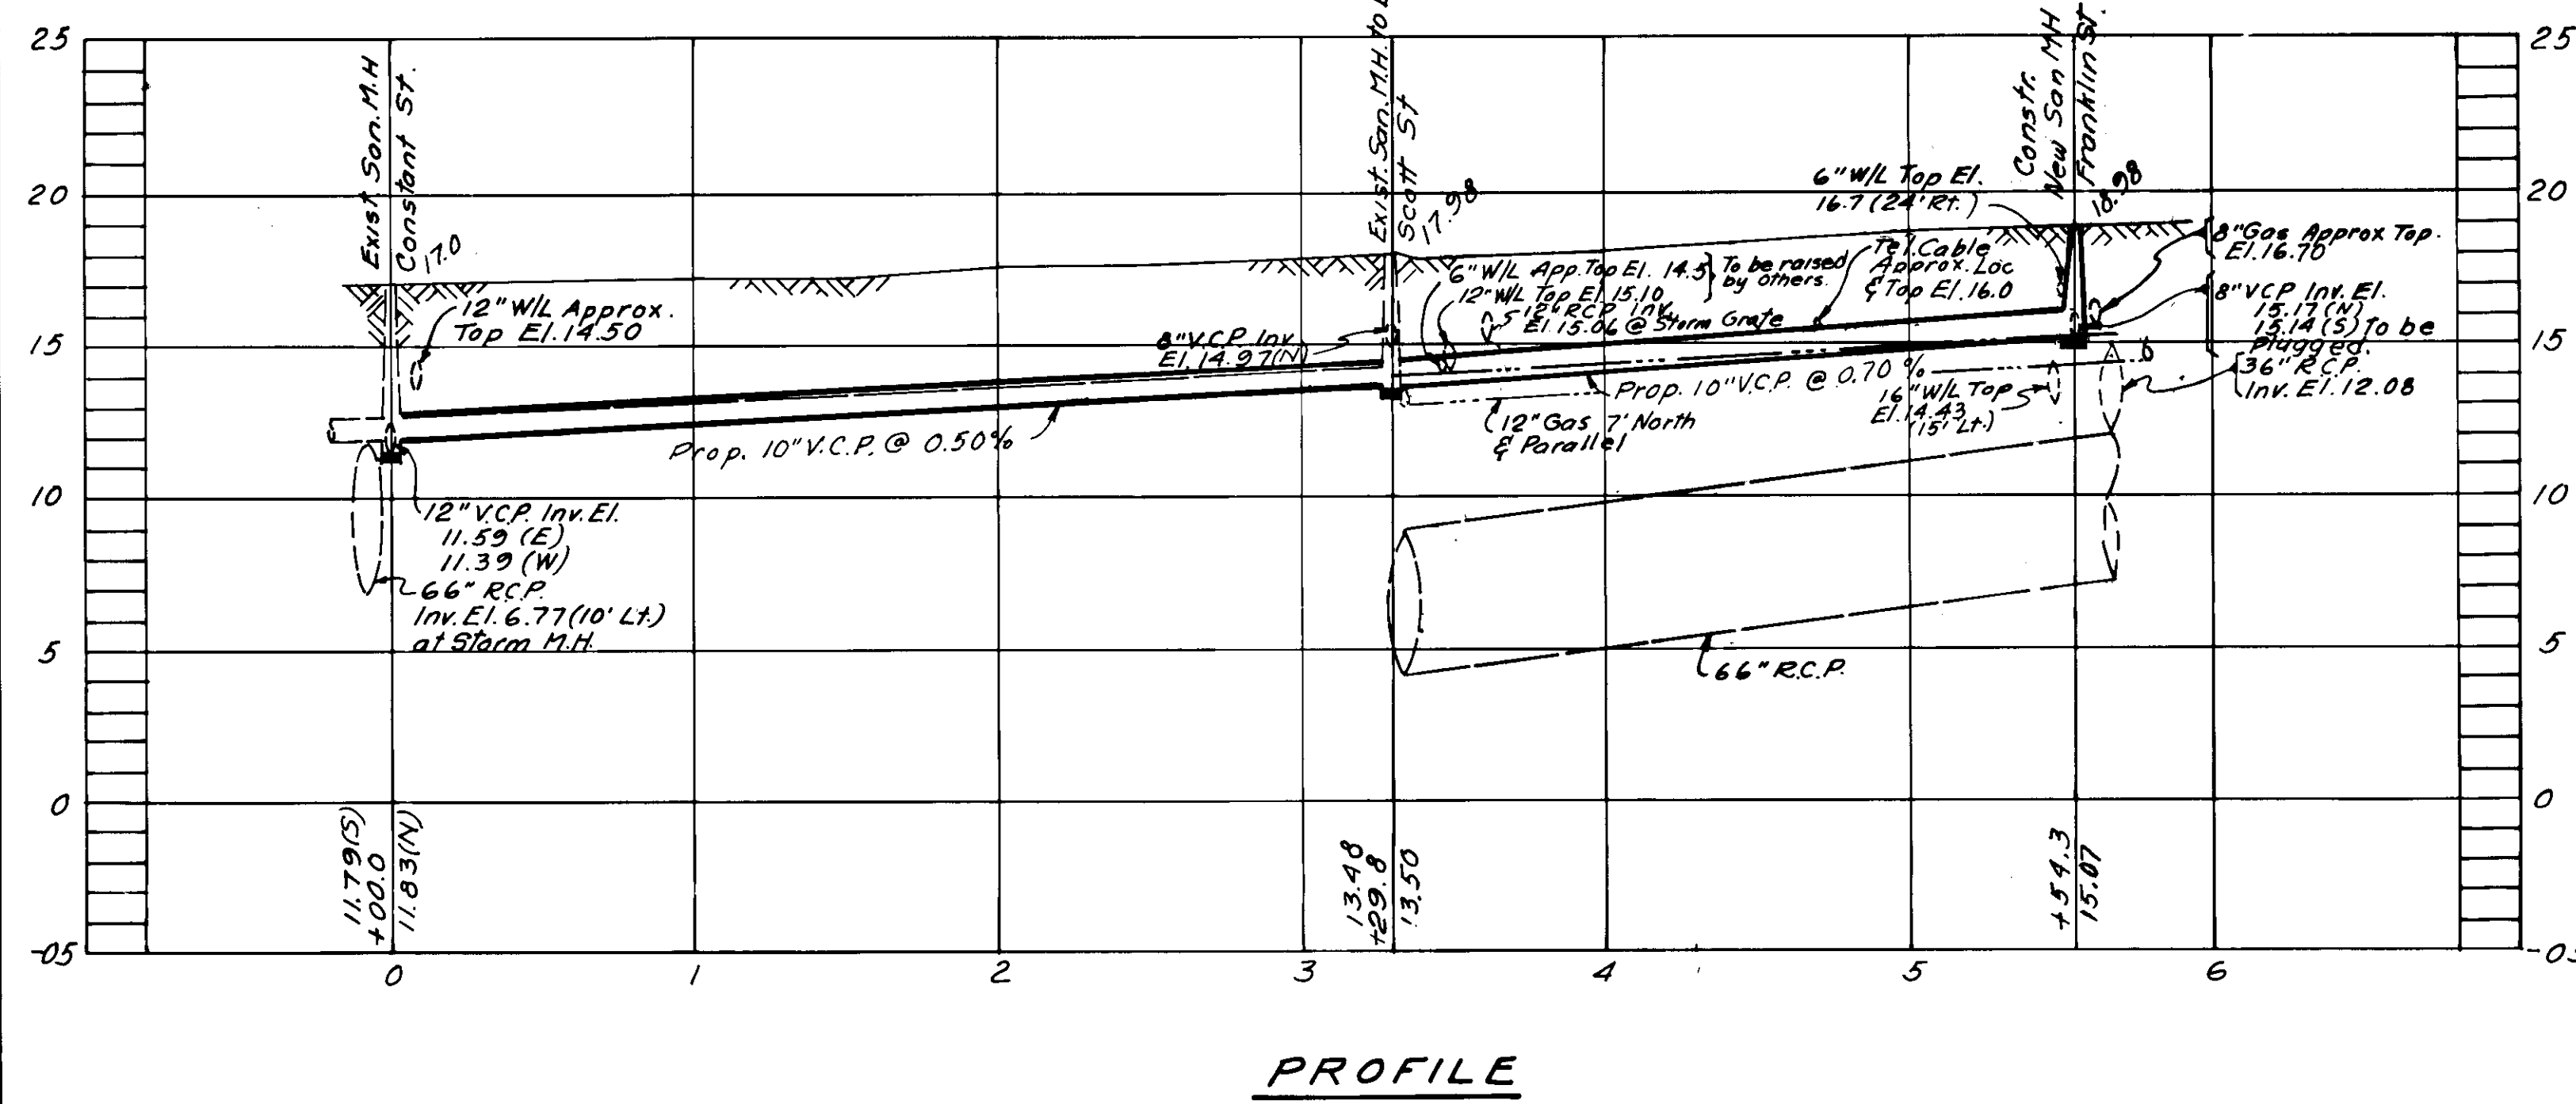 25
20
15
10
5
0
-05
25
20
15
10
5
0
Exist San. M.H
Constant St.
17.0
12" W/L Approx.
Top El. 14.50
Exist. San. M.H. to
Scott St
17.98
8" V.C.P. Inv
El. 14.97(N)
6" W/L App. Top El. 14.5
12" W/L Top El. 15.10
To be raised
by others.
12" RCP Inv.
El. 15.06 @ Storm Grate
6" W/L Top El.
16.7 (24' Rt.)
Tel. Cable
Approx. Loc
& Top El. 16.0
Constr.
New San MH
Franklin St.
18.98
8" Gas Approx Top.
El. 16.70
8" VCP Inv. El.
15.17 (N)
15.14 (S) To be
Plugged.
36" R.C.P.
Inv. El. 12.08
Prop. 10" V.C.P. @ 0.50%
Prop. 10" V.C.P. @ 0.70 %
12" Gas 7' North
& Parallel
16" W/L Top
El. 14.43
(15' Lt.)
12" V.C.P. Inv. El.
11.59 (E)
11.39 (W)
66" R.C.P.
Inv. El. 6.77 (10' Lt.)
at Storm M.H.
66" R.C.P.
11.79(S)
+00.0
11.83(N)
13.48
+29.8
13.50
+54.3
15.07
0 1 2 3 4 5 6
PROFILE